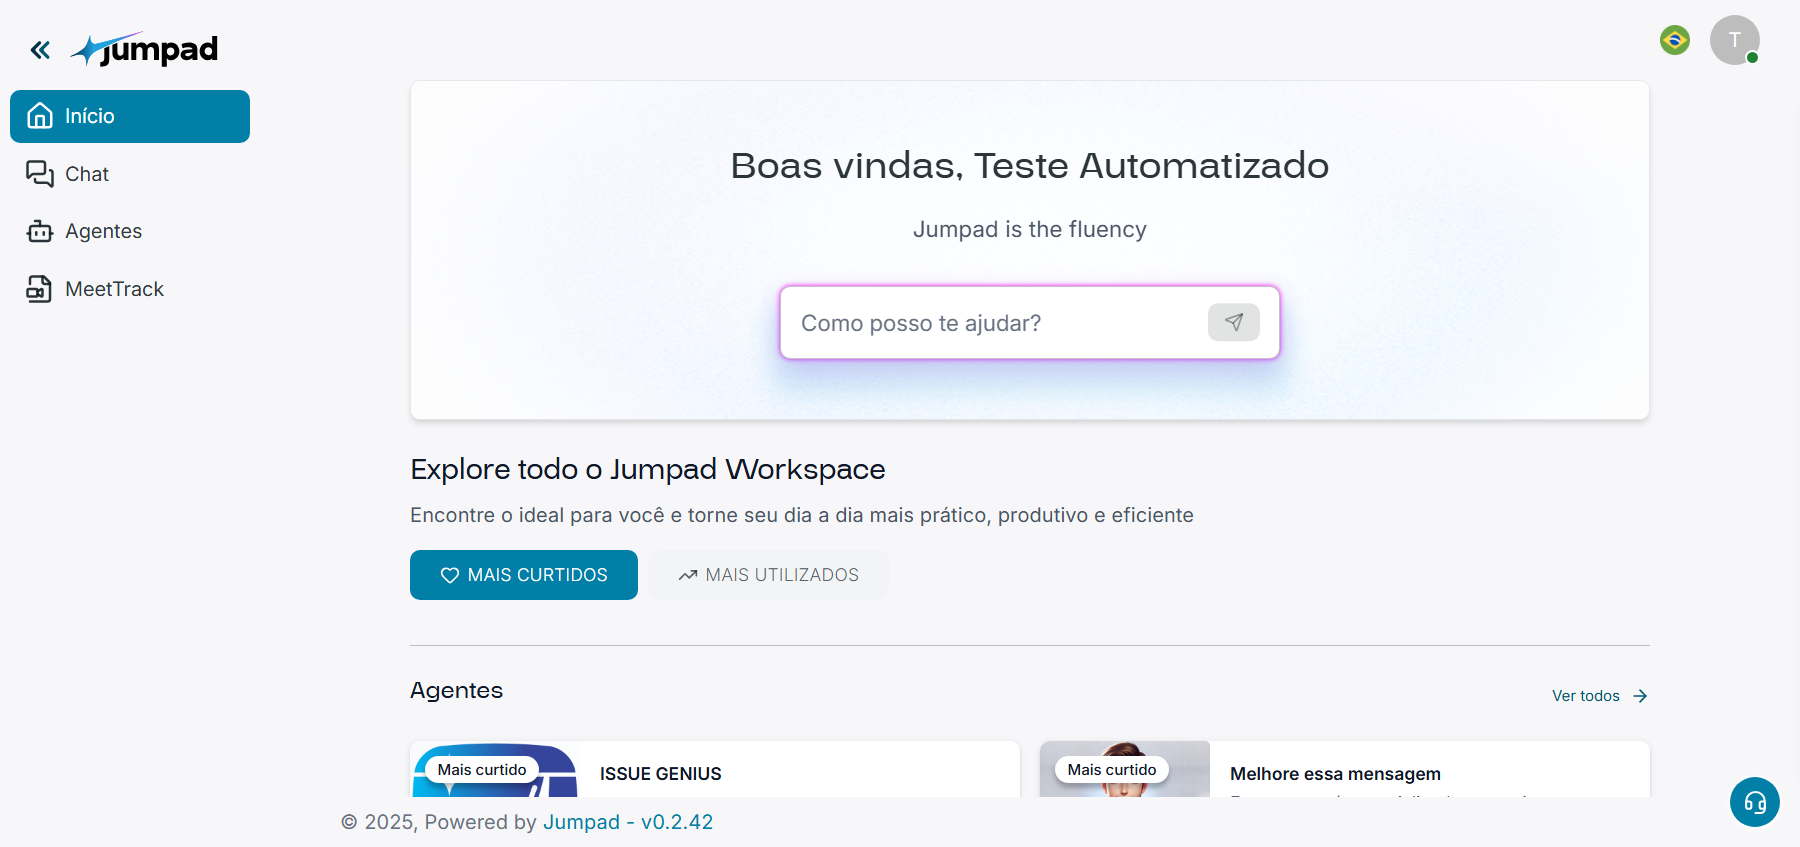 jumpad
T
Início
Chat
Agentes
MeetTrack
Boas vindas, Teste Automatizado
Jumpad is the fluency
Como posso te ajudar?
Explore todo o Jumpad Workspace
Encontre o ideal para você e torne seu dia a dia mais prático, produtivo e eficiente
MAIS CURTIDOS
MAIS UTILIZADOS
Agentes
Ver todos
Mais curtido
ISSUE GENIUS
Mais curtido
Melhore essa mensagem
© 2025, Powered by Jumpad - v0.2.42